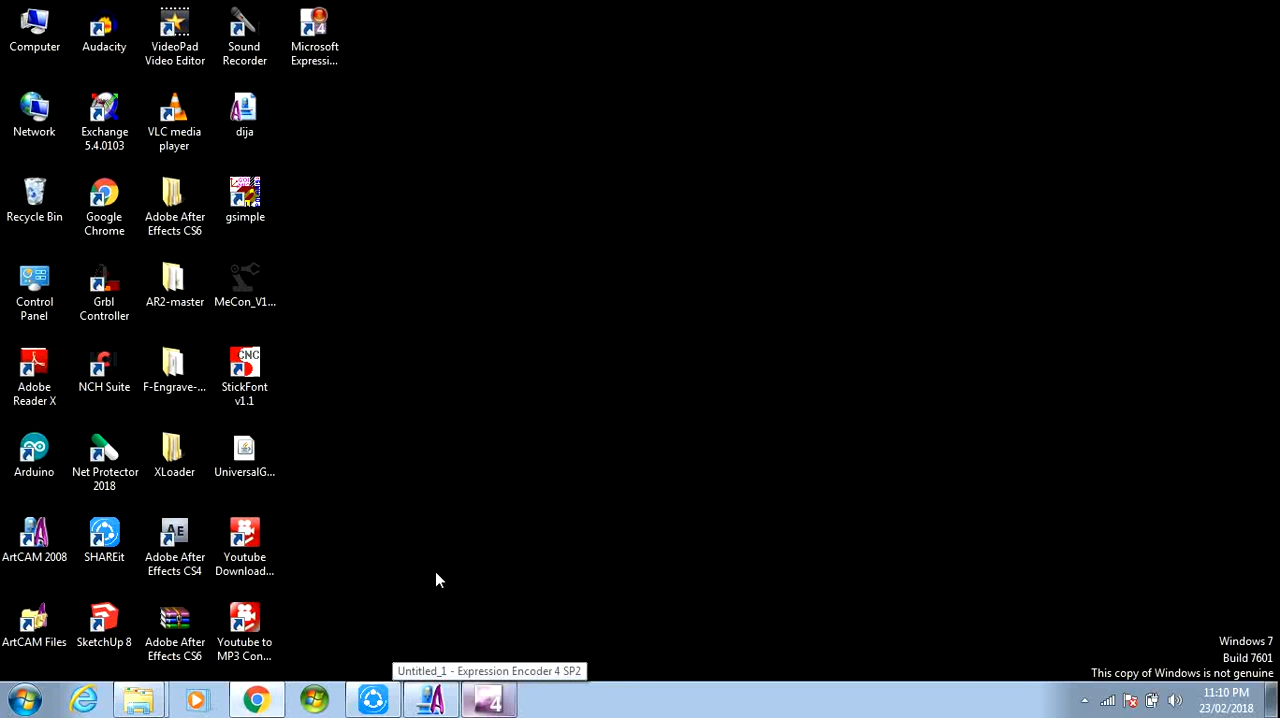 Computer
Audacity
VideoPad
Video Editor
Sound
Recorder
Microsoft
Expressi...
4
Network
Exchange
5.4.0103
VLC media
player
dija
Recycle Bin
Google
Chrome
Adobe After
Effects CS6
gsimple
Control
Panel
Grbl
Controller
AR2-master
MeCon_V1...
Adobe
Reader X
NCH Suite
F-Engrave-...
CNC
StickFont
v1.1
Arduino
Net Protector
2018
XLoader
UniversalG...
ArtCAM 2008
SHAREit
AE
Adobe After
Effects CS4
Youtube
Download...
ArtCAM Files
SketchUp 8
Adobe After
Effects CS6
Youtube to
MP3 Con...
Untitled_1 - Expression Encoder 4 SP2
Windows 7
Build 7601
This copy of Windows is not genuine
4
11:10 PM
23/02/2018